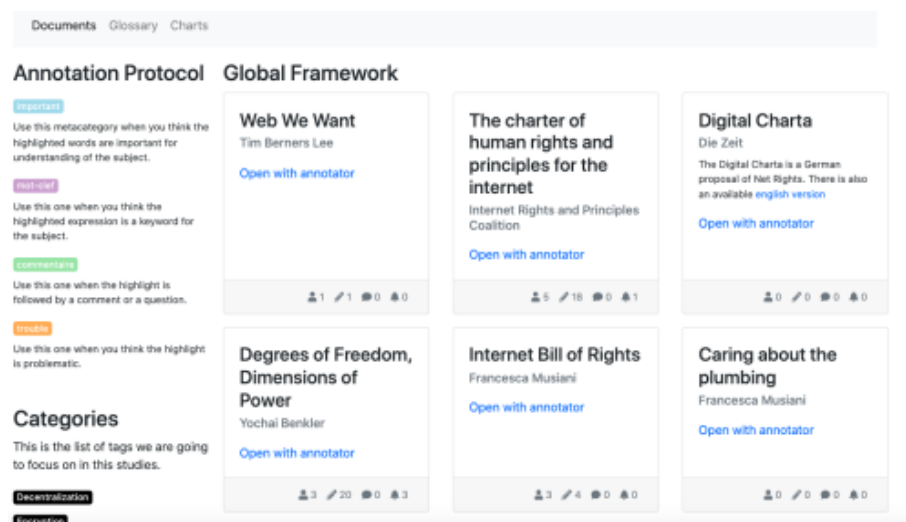 Documents Glossary Charts
Annotation Protocol
important
Use this metacategory when you think the
highlighted words are important for
understanding of the subject.
mot-clef
Use this one when you think the
highlighted expression is a keyword for
the subject.
commentaire
Use this one when the highlight is
followed by a comment or a question.
trouble
Use this one when you think the highlight
is problematic.
Categories
This is the list of tags we are going
to focus on in this studies.
Decentralization
Encryption
Global Framework
Web We Want
Tim Berners Lee
Open with annotator
1 1 0 0
The charter of
human rights and
principles for the
internet
Internet Rights and Principles
Coalition
Open with annotator
5 18 0 1
Digital Charta
Die Zeit
The Digital Charta is a German
proposal of Net Rights. There is also
an available english version
Open with annotator
0 0 0 0
Degrees of Freedom,
Dimensions of
Power
Yochai Benkler
Open with annotator
3 20 0 3
Internet Bill of Rights
Francesca Musiani
Open with annotator
3 4 0 0
Caring about the
plumbing
Francesca Musiani
Open with annotator
0 0 0 0